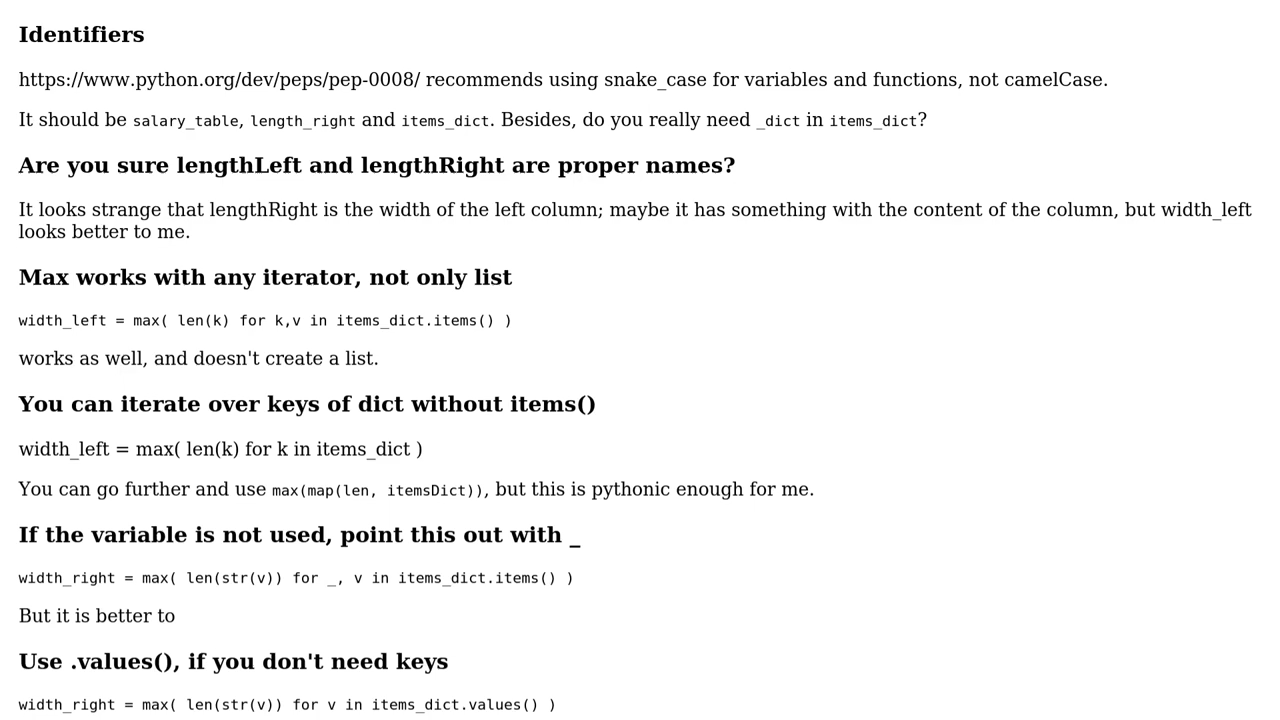 Identifiers
https://www.python.org/dev/peps/pep-0008/ recommends using snake_case for variables and functions, not camelCase.
It should be salary_table, length_right and items_dict. Besides, do you really need _dict in items_dict?
Are you sure lengthLeft and lengthRight are proper names?
It looks strange that lengthRight is the width of the left column; maybe it has something with the content of the column, but width_left
looks better to me.
Max works with any iterator, not only list
width_left = max( len(k) for k,v in items_dict.items() )
works as well, and doesn't create a list.
You can iterate over keys of dict without items()
width_left = max( len(k) for k in items_dict )
You can go further and use max(map(len, itemsDict)), but this is pythonic enough for me.
If the variable is not used, point this out with _
width_right = max( len(str(v)) for _, v in items_dict.items() )
But it is better to
Use .values(), if you don't need keys
width_right = max( len(str(v)) for v in items_dict.values() )